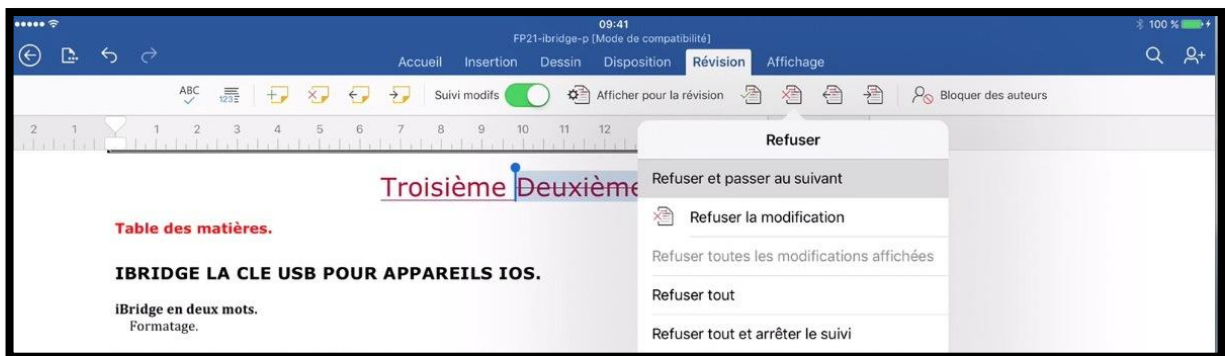 09:41
100 %
FP21-ibridge-p [Mode de compatibilité]
Accueil Insertion Dessin Disposition Révision Affichage
ABC 123 Suivi modifs Afficher pour la révision Bloquer des auteurs
2 1 1 2 3 4 5 6 7 8 9 10 11 12
Refuser
Refuser et passer au suivant
Refuser la modification
Refuser toutes les modifications affichées
Refuser tout
Refuser tout et arrêter le suivi
Troisième Deuxième
Table des matières.
IBRIDGE LA CLE USB POUR APPAREILS IOS.
iBridge en deux mots.
Formatage.